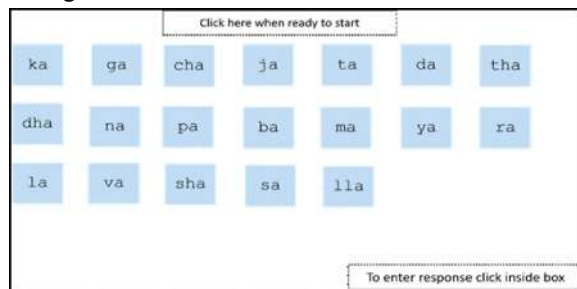 Click here when ready to start
ka ga cha ja ta da tha
dha na pa ba ma ya ra
la va sha sa lla
To enter response click inside box